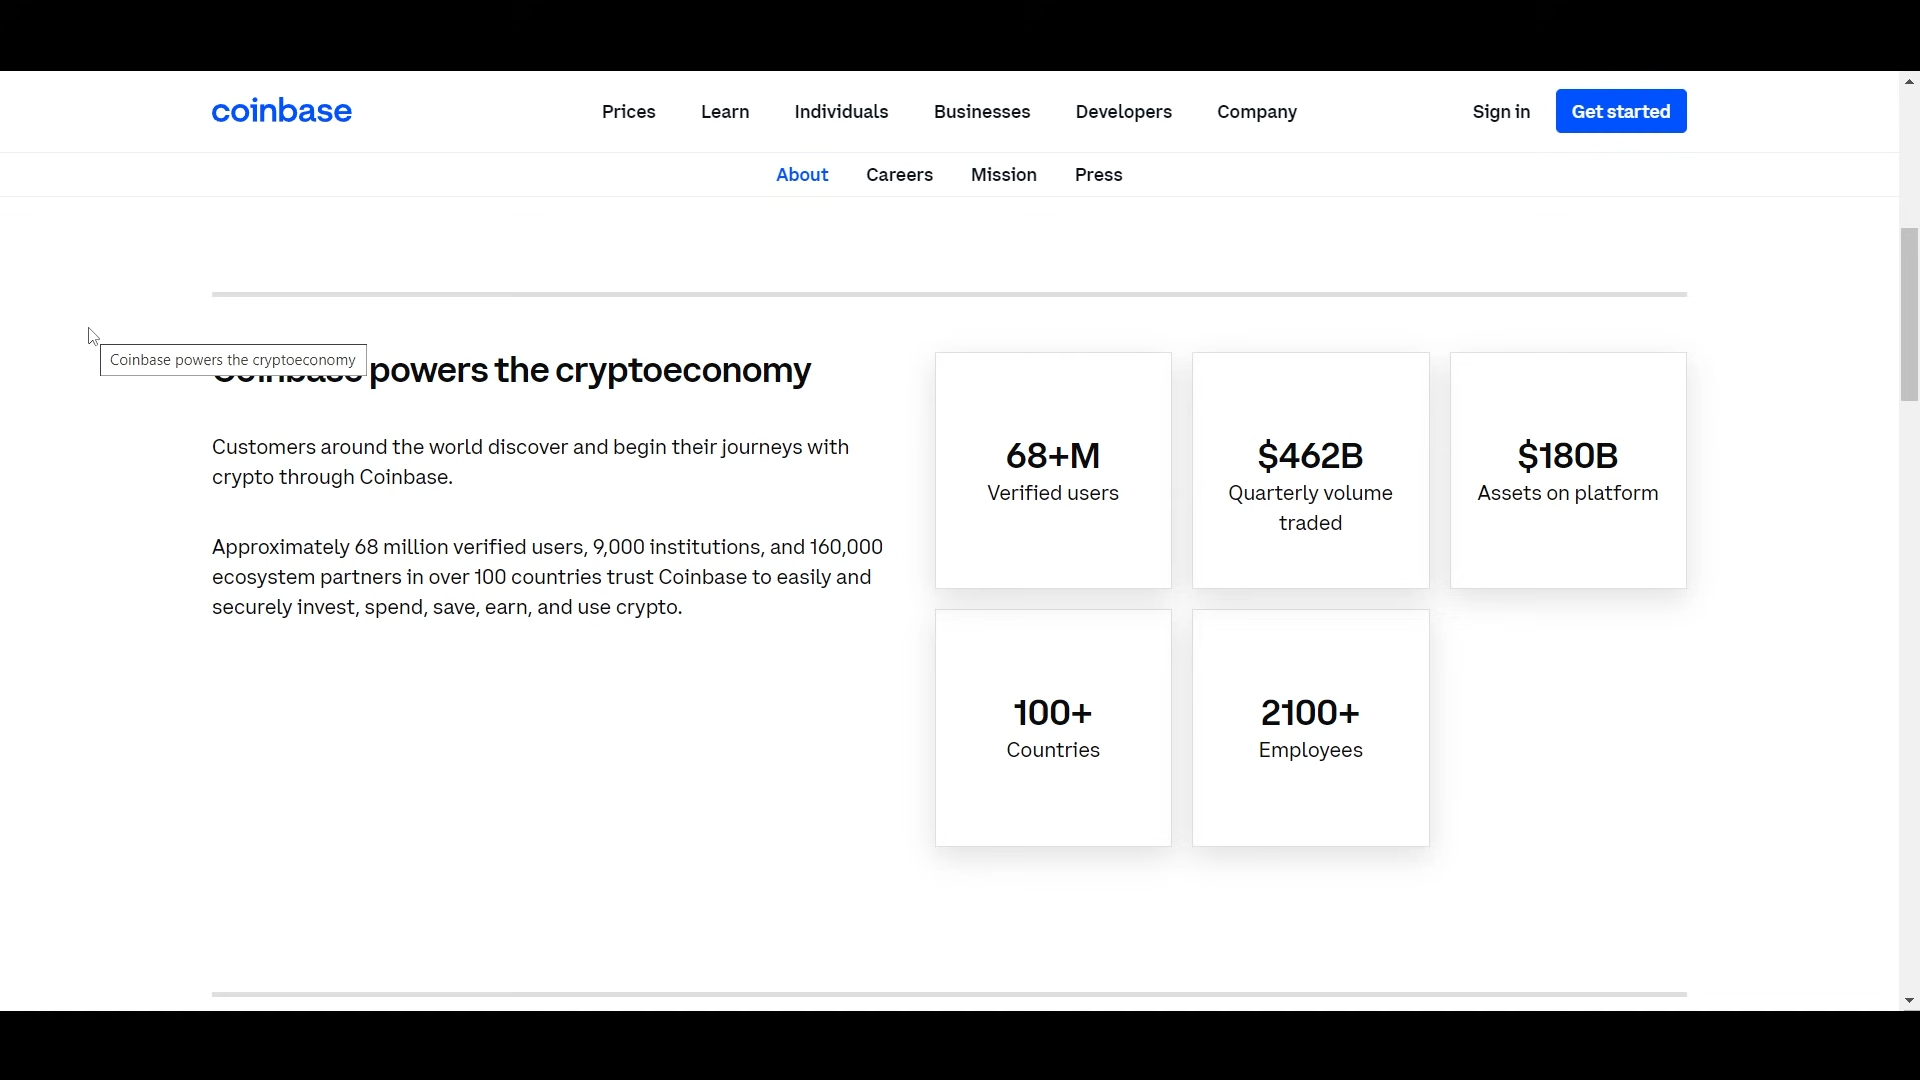 coinbase
Prices
Learn
Individuals
Businesses
Developers
Company
Sign in
Get started
About
Careers
Mission
Press
Coinbase powers the cryptoeconomy
Coinbase powers the cryptoeconomy
Customers around the world discover and begin their journeys with
crypto through Coinbase.
Approximately 68 million verified users, 9,000 institutions, and 160,000
ecosystem partners in over 100 countries trust Coinbase to easily and
securely invest, spend, save, earn, and use crypto.
68+M
Verified users
$462B
Quarterly volume
traded
$180B
Assets on platform
100+
Countries
2100+
Employees